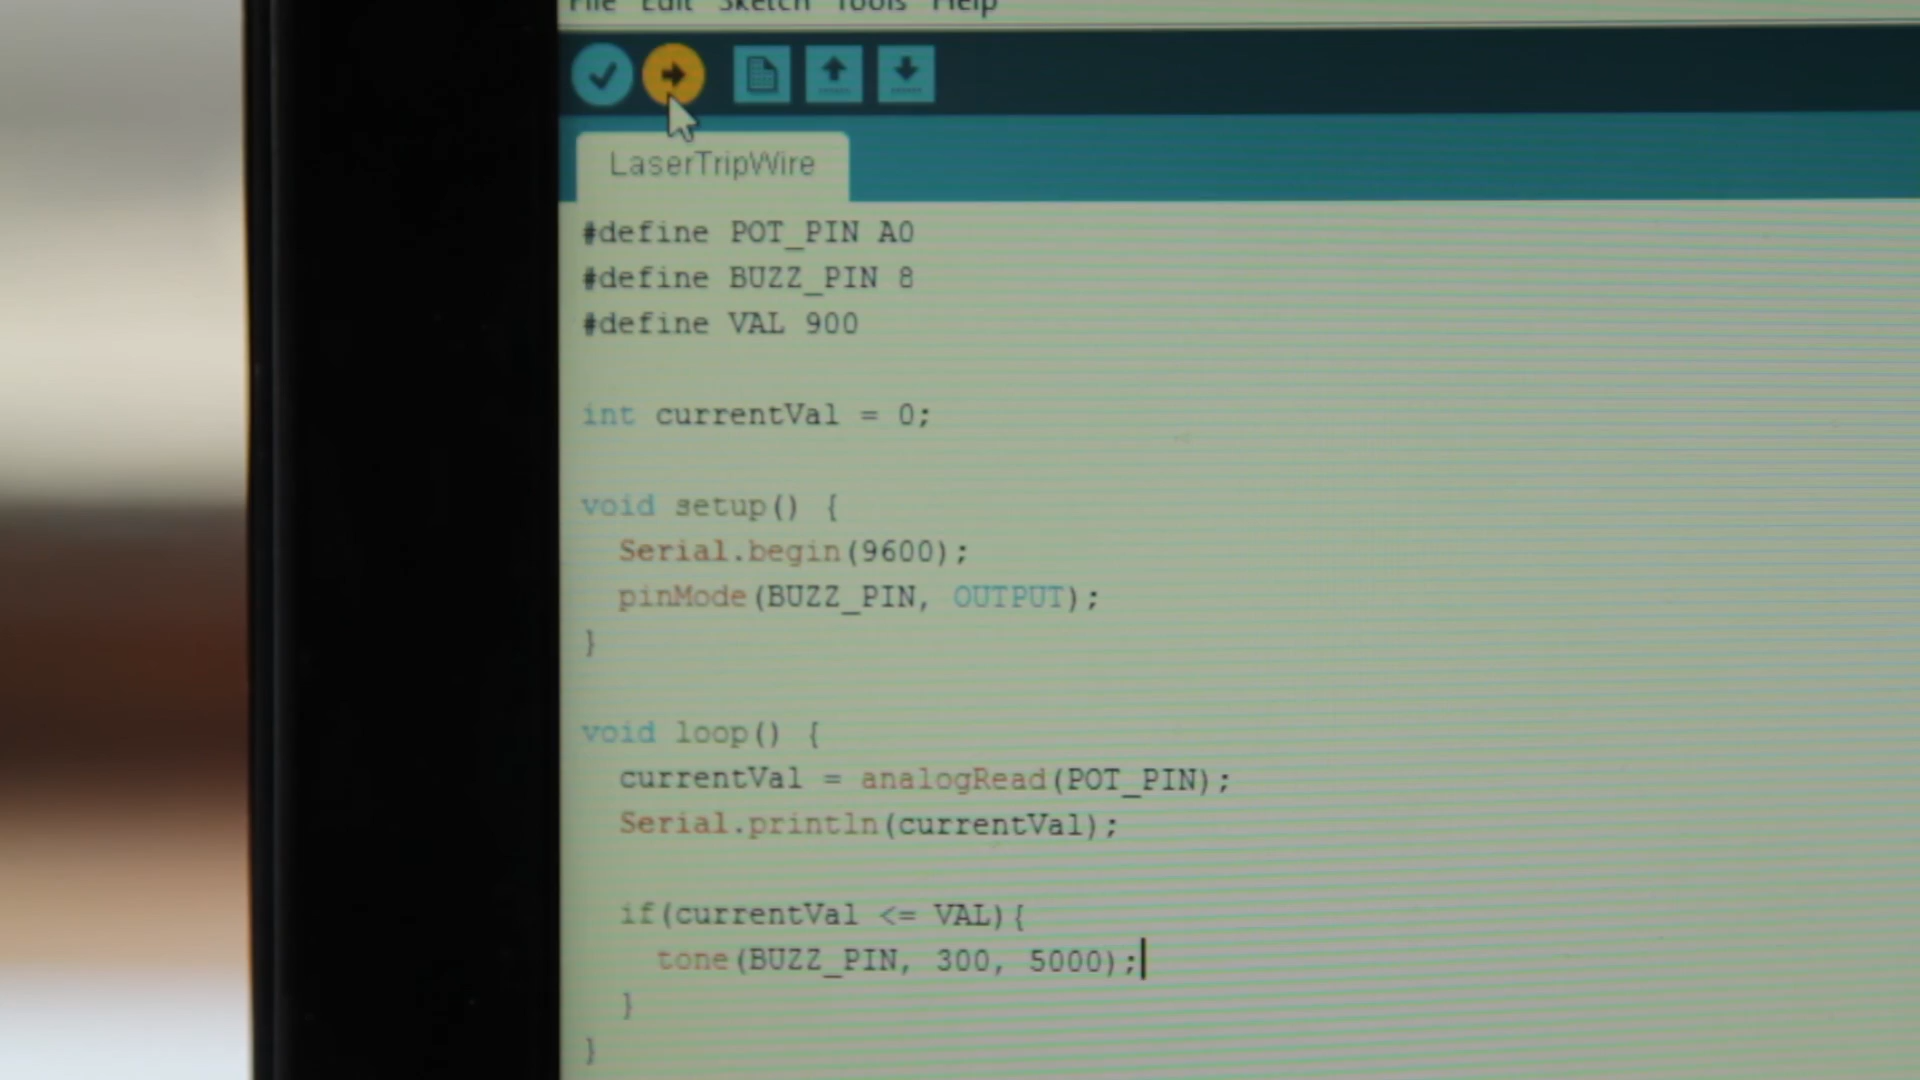 File Edit Sketch Tools Help
LaserTripWire
#define POT_PIN A0
#define BUZZ_PIN 8
#define VAL 900
int currentVal = 0;
void setup() {
Serial.begin(9600);
pinMode(BUZZ_PIN, OUTPUT);
}
void loop() {
currentVal = analogRead(POT_PIN);
Serial.println(currentVal);
if(currentVal <= VAL){
tone(BUZZ_PIN, 300, 5000);
}
}